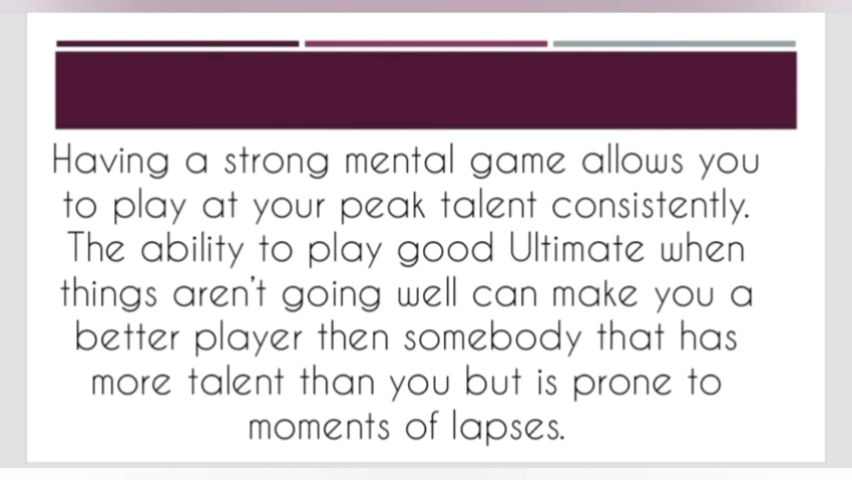 Having a strong mental game allows you
to play at your peak talent consistently.
The ability to play good Ultimate when
things aren't going well can make you a
better player then somebody that has
more talent than you but is prone to
moments of lapses.